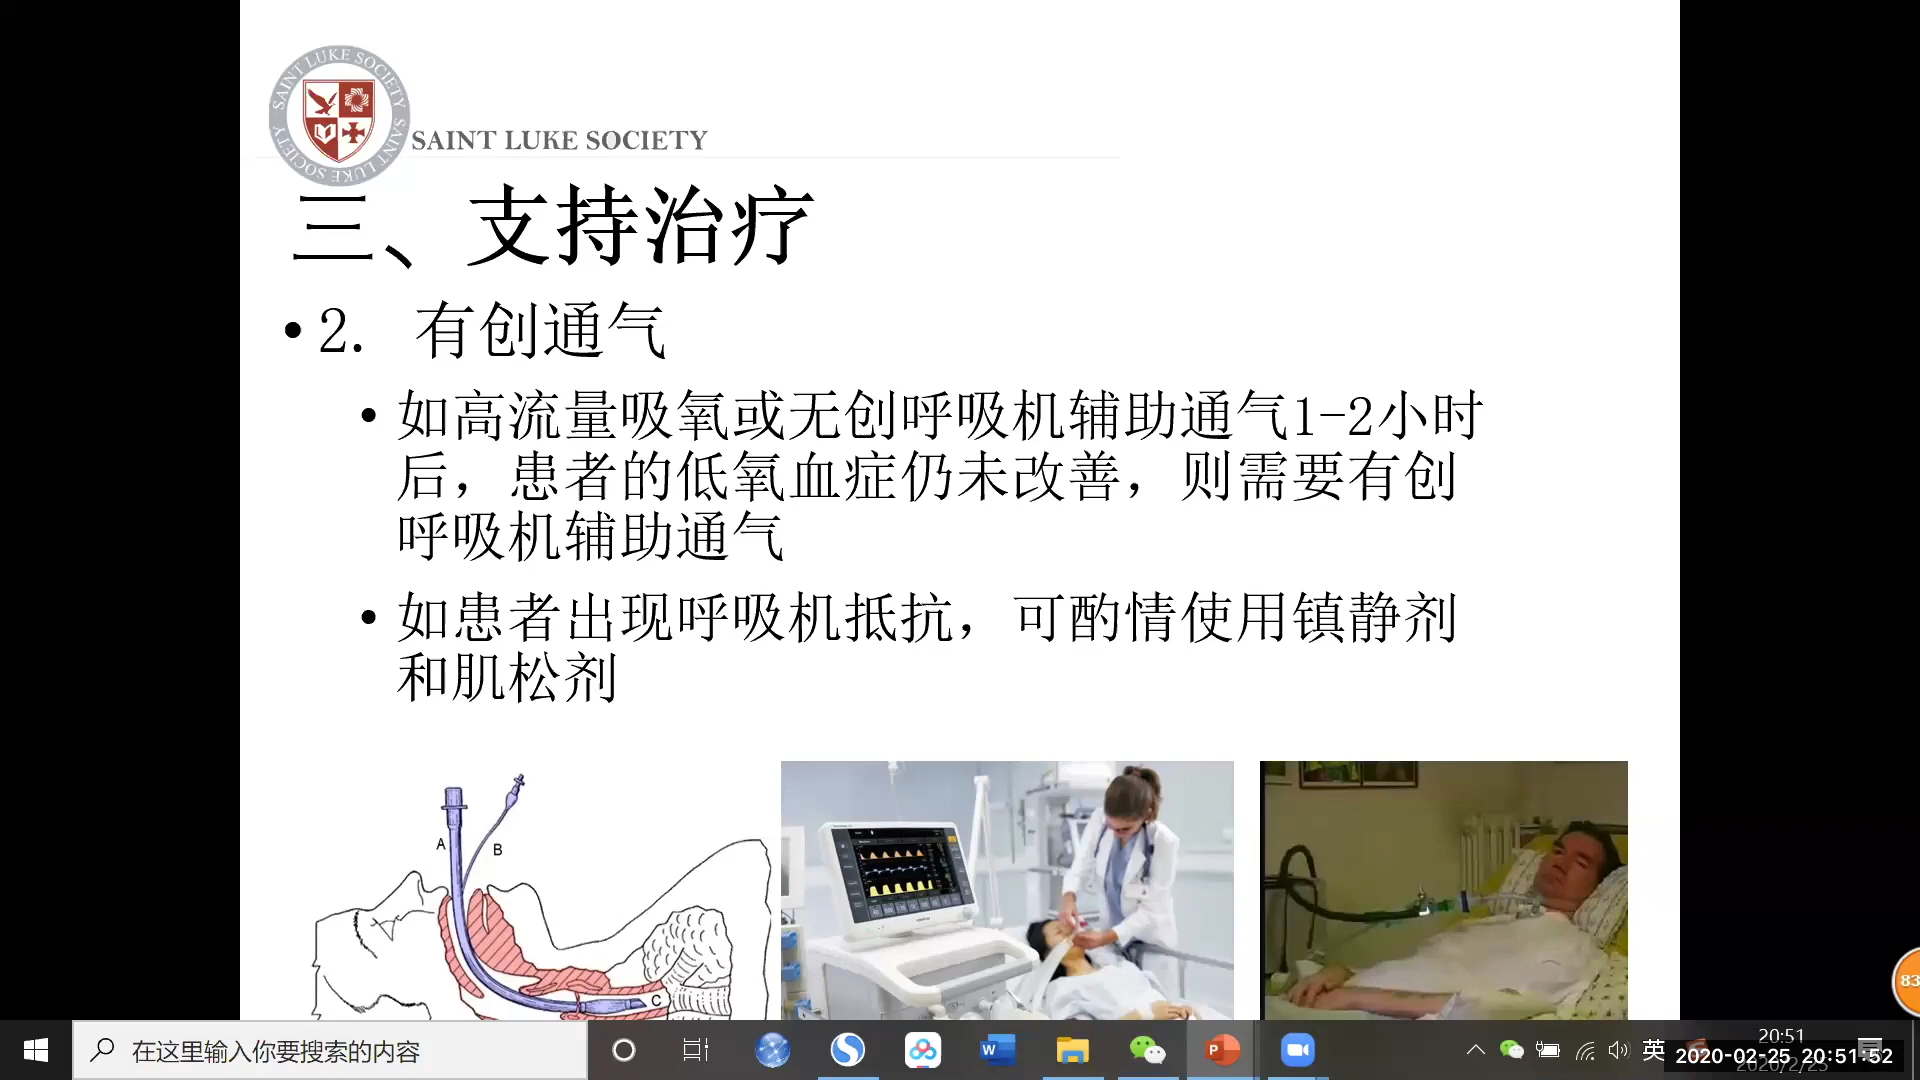 SAINT LUKE SOCIETY SAINT LUKE SOCIETY
SAINT LUKE SOCIETY
三、支持治疗
•2. 有创通气
• 如高流量吸氧或无创呼吸机辅助通气1-2小时
后，患者的低氧血症仍未改善，则需要有创
呼吸机辅助通气
• 如患者出现呼吸机抵抗，可酌情使用镇静剂
和肌松剂
A
B
C
83
在这里输入你要搜索的内容
W
P
英
20:51
2020-02-25 20:51:52